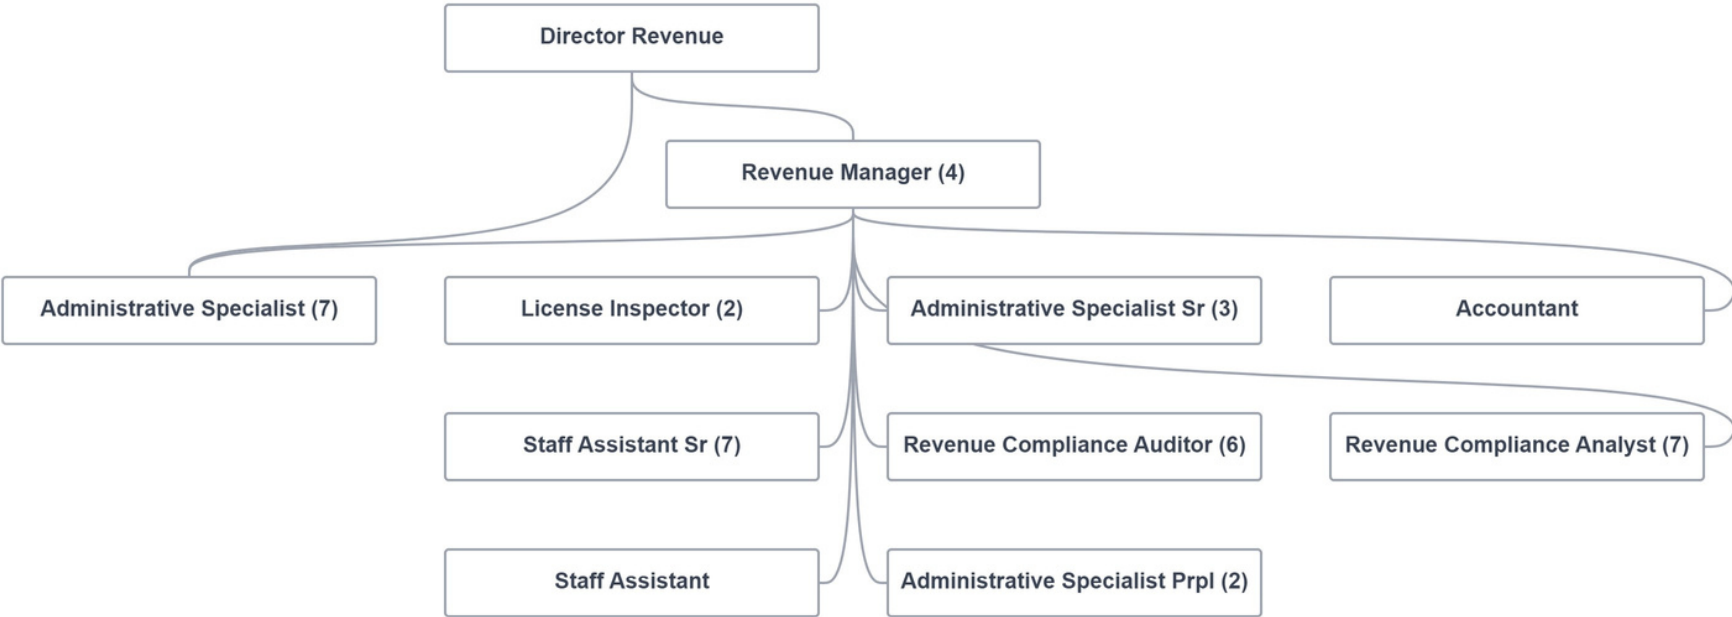 Director Revenue
Revenue Manager (4)
Administrative Specialist (7)
License Inspector (2)
Administrative Specialist Sr (3)
Accountant
Staff Assistant Sr (7)
Revenue Compliance Auditor (6)
Revenue Compliance Analyst (7)
Staff Assistant
Administrative Specialist Prpl (2)